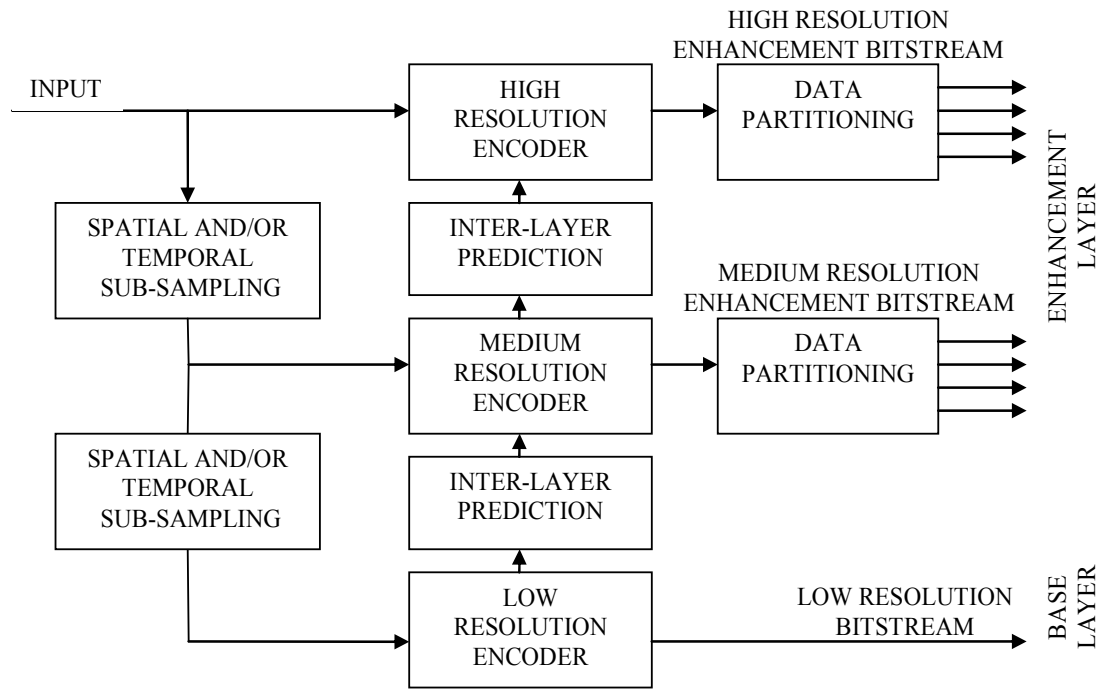 HIGH RESOLUTION
ENHANCEMENT BITSTREAM
INPUT
HIGH
RESOLUTION
ENCODER
DATA
PARTITIONING
SPATIAL AND/OR
TEMPORAL
SUB-SAMPLING
INTER-LAYER
PREDICTION
ENHANCEMENT
LAYER
MEDIUM RESOLUTION
ENHANCEMENT BITSTREAM
MEDIUM
RESOLUTION
ENCODER
DATA
PARTITIONING
SPATIAL AND/OR
TEMPORAL
SUB-SAMPLING
INTER-LAYER
PREDICTION
LOW
RESOLUTION
ENCODER
LOW RESOLUTION
BITSTREAM
BASE
LAYER